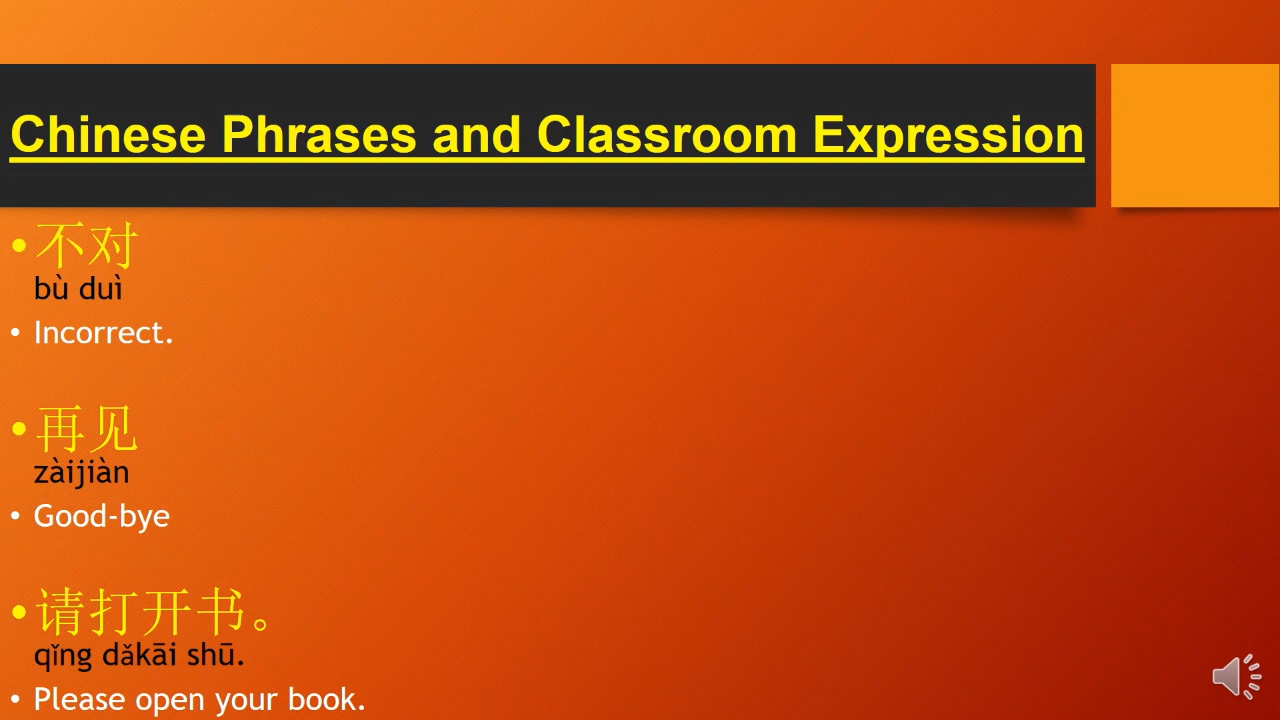 Chinese Phrases and Classroom Expression
•不对
bù duì
• Incorrect.
•再见
zàijiàn
• Good-bye
•请打开书。
qǐng dǎkāi shū.
• Please open your book.